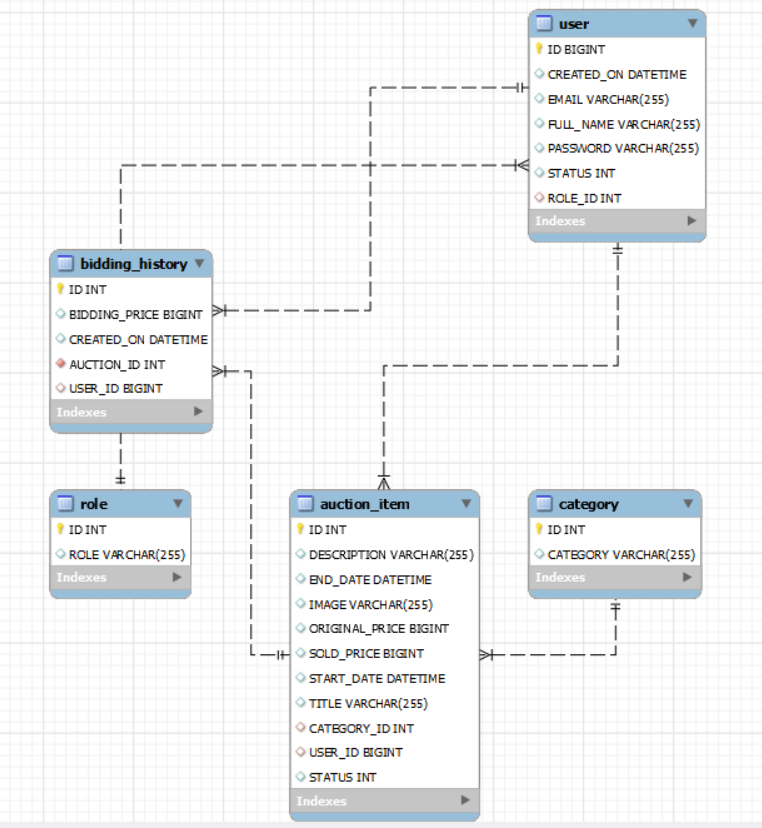 user
ID BIGINT
CREATED_ON DATETIME
EMAIL VARCHAR(255)
FULL_NAME VARCHAR(255)
PASSWORD VARCHAR(255)
STATUS INT
ROLE_ID INT
Indexes
bidding_history
ID INT
BIDDING_PRICE BIGINT
CREATED_ON DATETIME
AUCTION_ID INT
USER_ID BIGINT
Indexes
role
ID INT
ROLE VARCHAR(255)
Indexes
auction_item
ID INT
DESCRIPTION VARCHAR(255)
END_DATE DATETIME
IMAGE VARCHAR(255)
ORIGINAL_PRICE BIGINT
SOLD_PRICE BIGINT
START_DATE DATETIME
TITLE VARCHAR(255)
CATEGORY_ID INT
USER_ID BIGINT
STATUS INT
Indexes
category
ID INT
CATEGORY VARCHAR(255)
Indexes